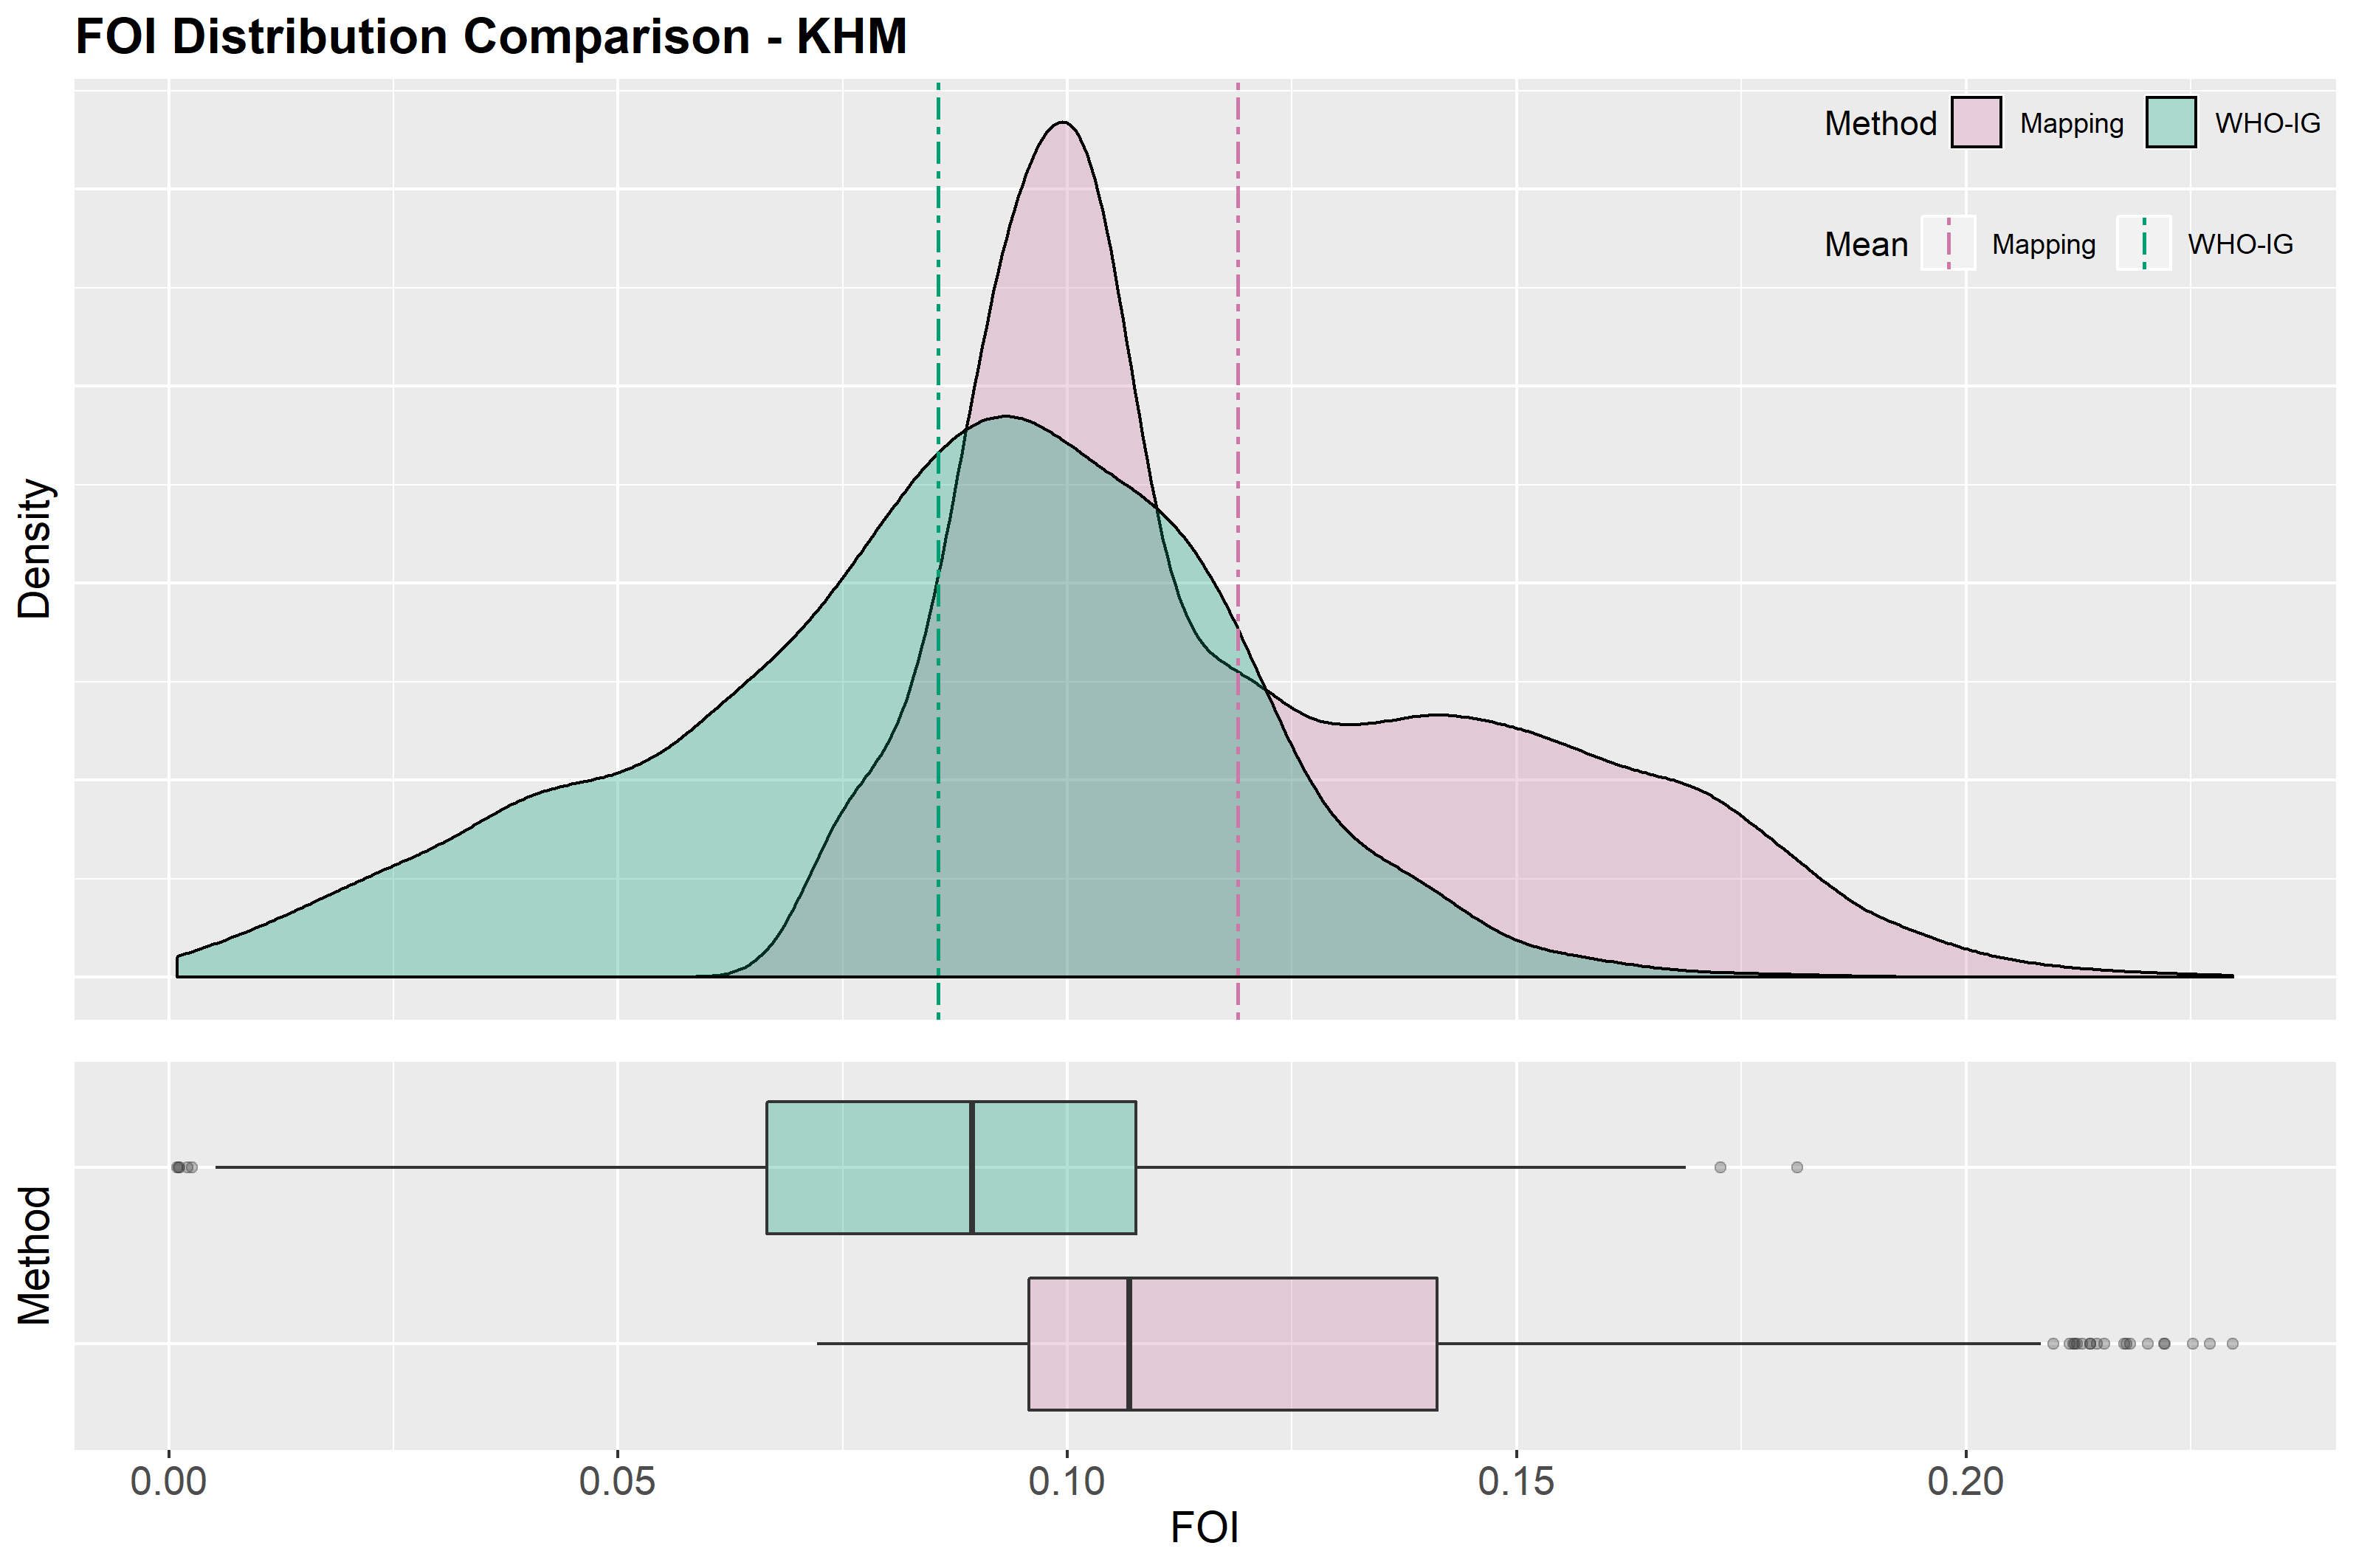 FOI Distribution Comparison - KHM
Method Mapping WHO-IG
Mean Mapping WHO-IG
Density
Method
0.00 0.05 0.10 0.15 0.20
FOI